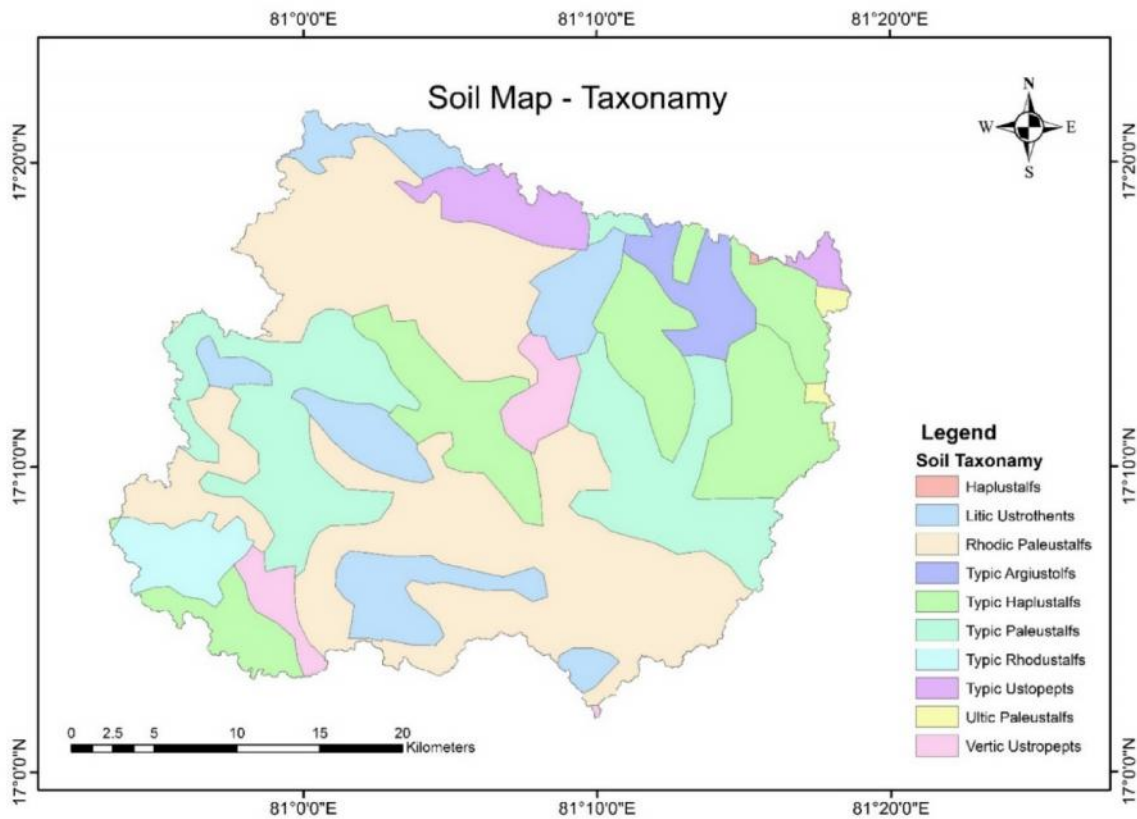 81°0'0"E 81°10'0"E 81°20'0"E
Soil Map - Taxonamy
N
W E
S
17°20'0"N 17°20'0"N
17°10'0"N 17°10'0"N
Legend
Soil Taxonamy
Haplustalfs
Litic Ustrothents
Rhodic Paleustalfs
Typic Argiustolfs
Typic Haplustalfs
Typic Paleustalfs
Typic Rhodustalfs
Typic Ustopepts
Ultic Paleustalfs
Vertic Ustropepts
0 2.5 5 10 15 20
Kilometers
17°0'0"N 17°0'0"N
81°0'0"E 81°10'0"E 81°20'0"E